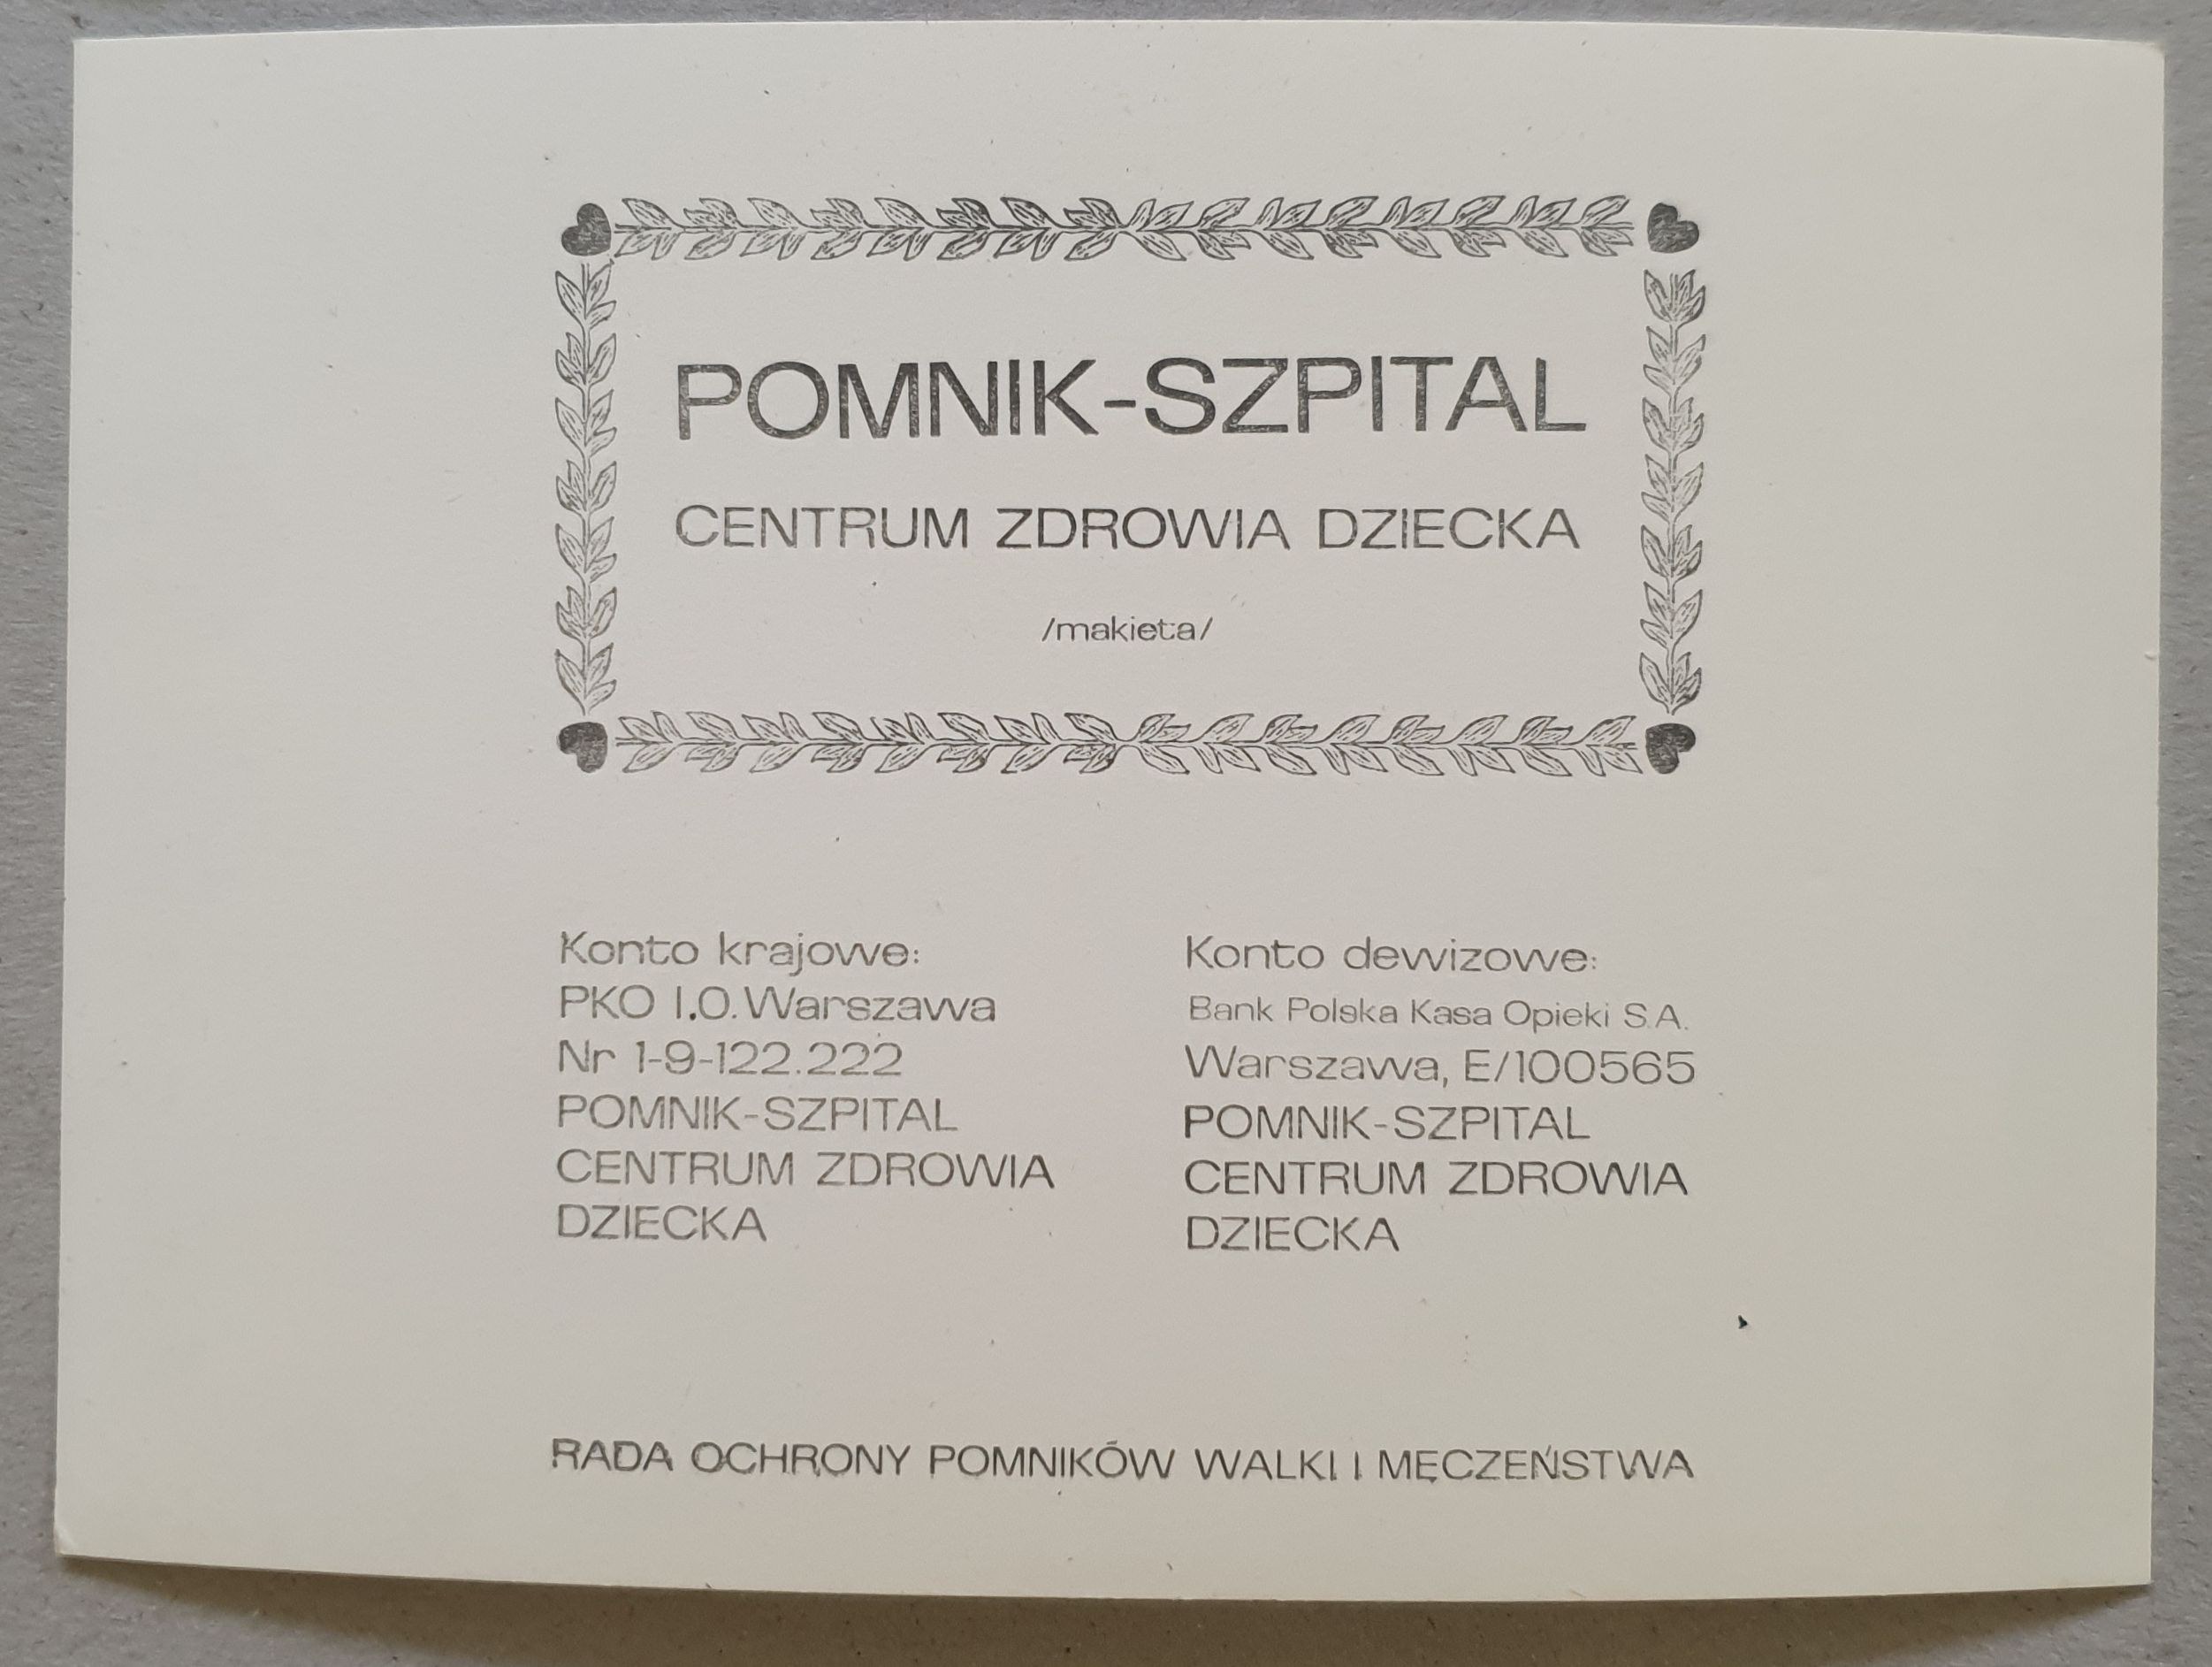 POMNIK-SZPITAL
CENTRUM ZDROWIA DZIECKA
/makieta/
Konto krajowe:
PKO I.O. Warszawa
Nr 1-9-122.222
POMNIK-SZPITAL
CENTRUM ZDROWIA
DZIECKA
Konto dewizowe:
Bank Polska Kasa Opieki S.A.
Warszawa, E/100565
POMNIK-SZPITAL
CENTRUM ZDROWIA
DZIECKA
RADA OCHRONY POMNIKÓW WALKI I MĘCZEŃSTWA